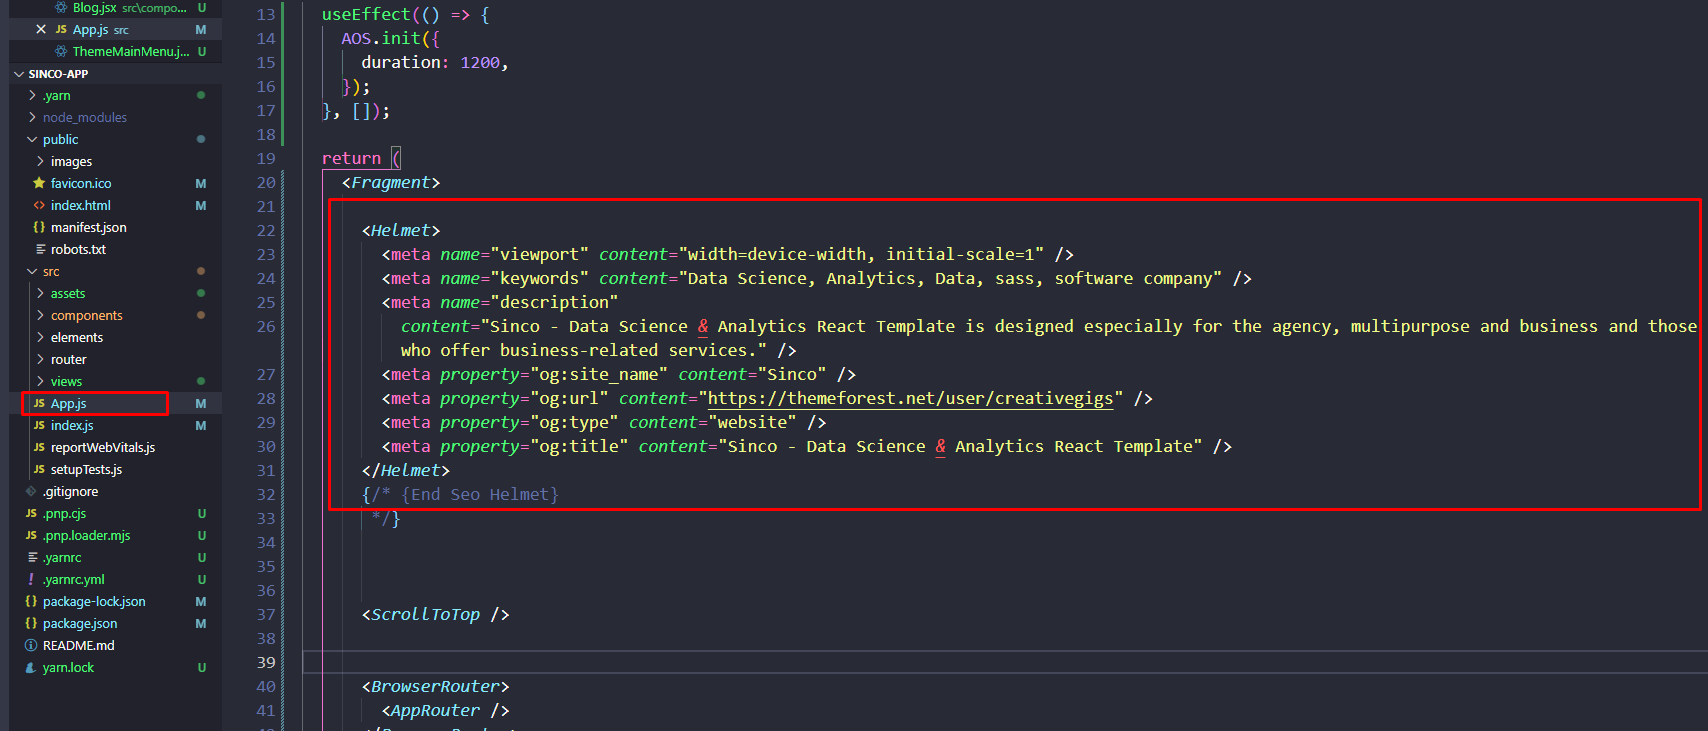 Blog.jsx src\compo... U
App.js src M
ThemeMainMenu.j... U
SINCO-APP
.yarn
node_modules
public
images
favicon.ico M
index.html M
manifest.json
robots.txt
src
assets
components
elements
router
views
JS App.js M
JS index.js M
JS reportWebVitals.js
JS setupTests.js
.gitignore
JS .pnp.cjs U
JS .pnp.loader.mjs U
.yarnrc U
! .yarnrc.yml U
{} package-lock.json M
{} package.json M
README.md
yarn.lock U
13 useEffect(() => {
14 AOS.init({
15 duration: 1200,
16 });
17 }, []);
18
19 return (
20 <Fragment>
21
22 <Helmet>
23 <meta name="viewport" content="width=device-width, initial-scale=1" />
24 <meta name="keywords" content="Data Science, Analytics, Data, sass, software company" />
25 <meta name="description"
26 content="Sinco - Data Science & Analytics React Template is designed especially for the agency, multipurpose and business and those
who offer business-related services." />
27 <meta property="og:site_name" content="Sinco" />
28 <meta property="og:url" content="https://themeforest.net/user/creativegigs" />
29 <meta property="og:type" content="website" />
30 <meta property="og:title" content="Sinco - Data Science & Analytics React Template" />
31 </Helmet>
32 {/* {End Seo Helmet}
33 */}
34
35
36
37 <ScrollToTop />
38
39
40 <BrowserRouter>
41 <AppRouter />